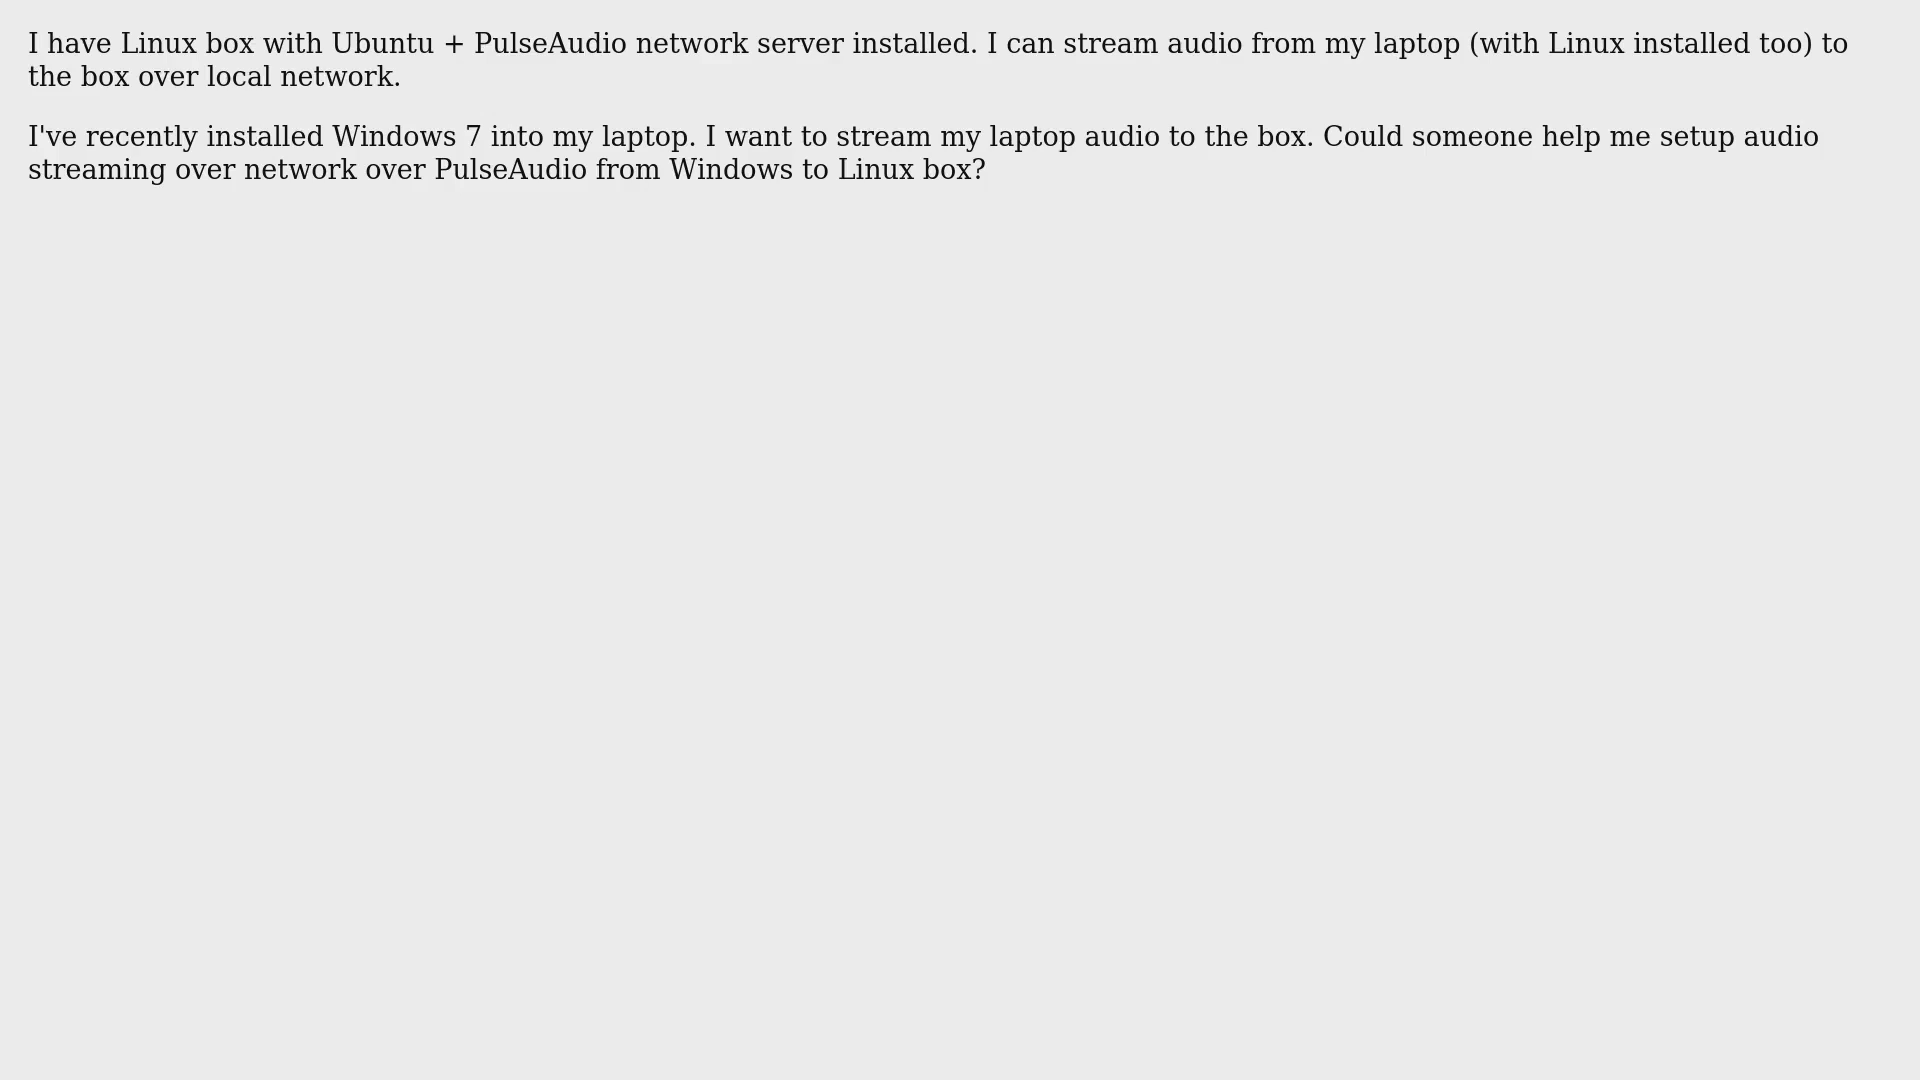 I have Linux box with Ubuntu + PulseAudio network server installed. I can stream audio from my laptop (with Linux installed too) to
the box over local network.
I've recently installed Windows 7 into my laptop. I want to stream my laptop audio to the box. Could someone help me setup audio
streaming over network over PulseAudio from Windows to Linux box?